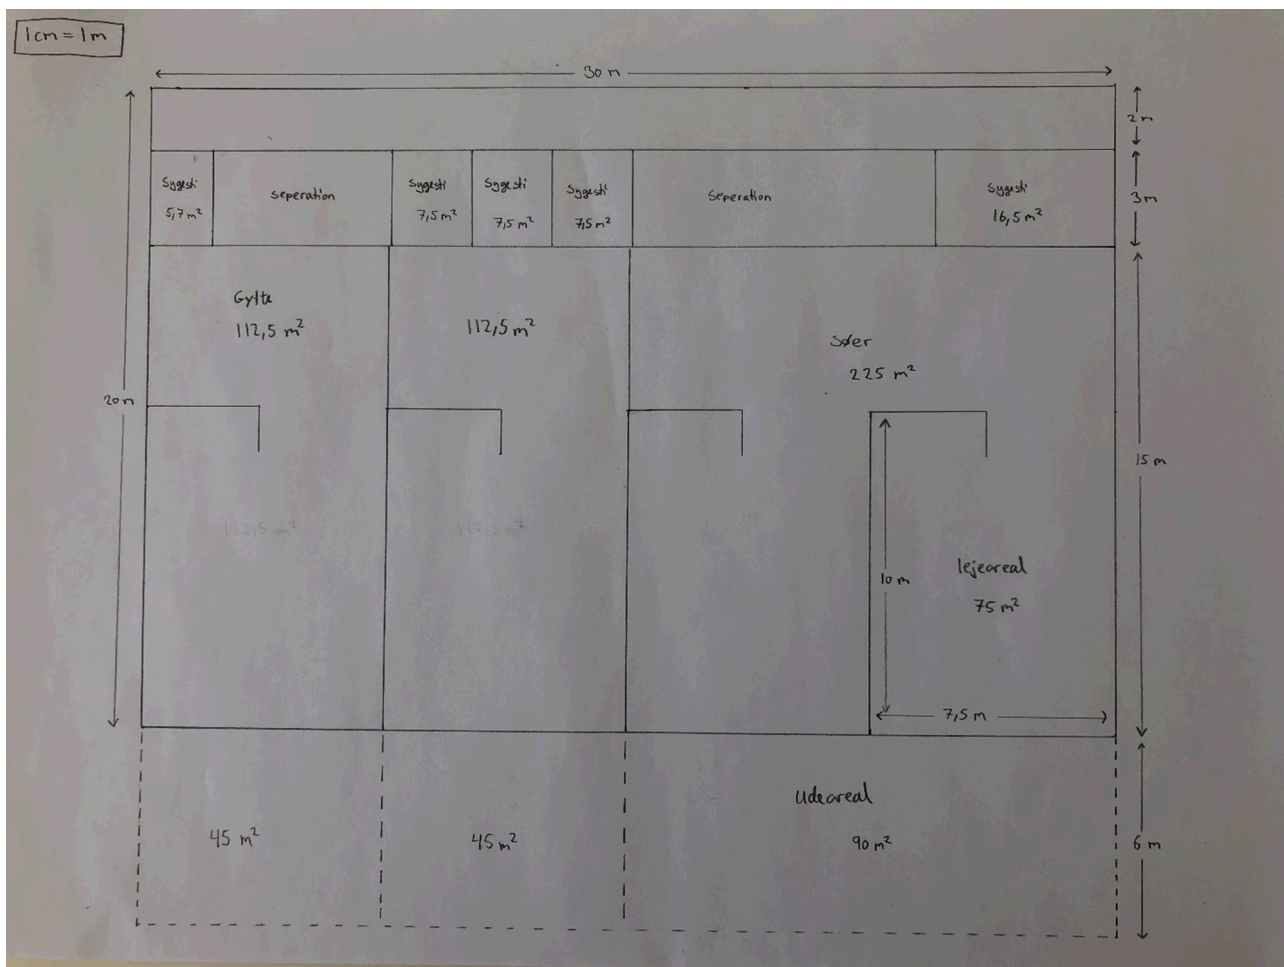 1cm = 1m
30 m
2 m
Sygesti
5,7 m²
Seperation
Sygesti
7,5 m²
Sygesti
7,5 m²
Sygesti
7,5 m²
Seperation
Sygesti
16,5 m²
3m
Gylte
112,5 m²
112,5 m²
Søer
225 m²
20m
15 m
10 m
lejeareal
75 m²
7,5 m
Udeareal
45 m²
45 m²
90 m²
6 m